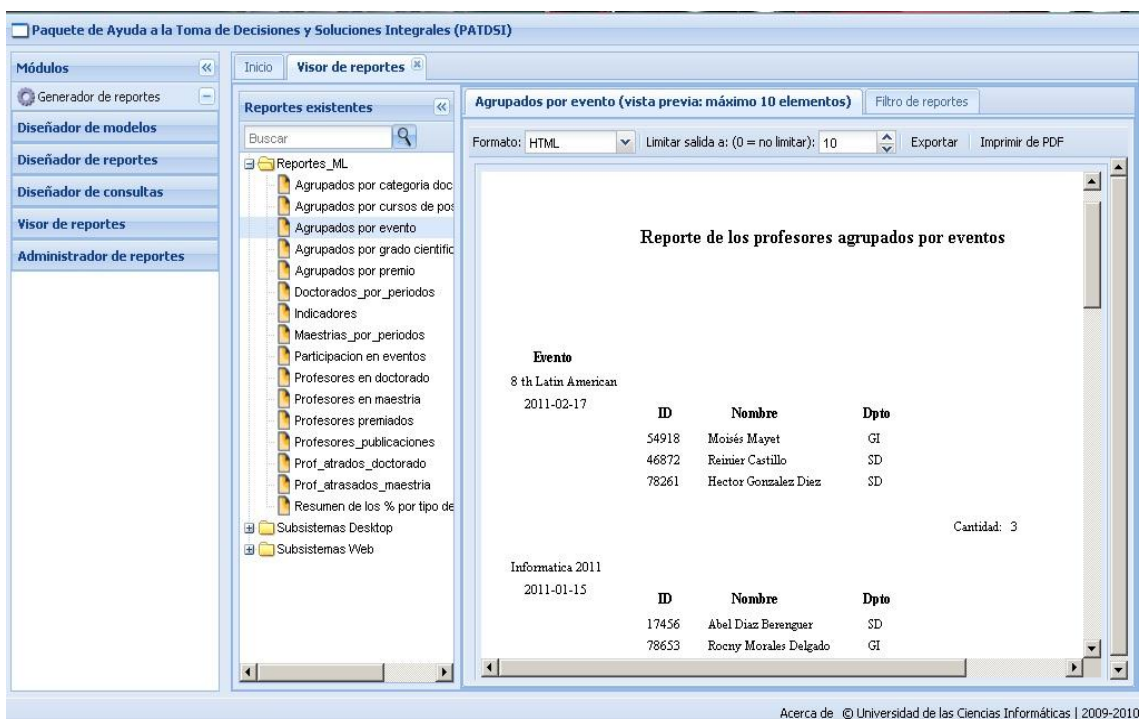 Paquete de Ayuda a la Toma de Decisiones y Soluciones Integrales (PATDSI)
Módulos
Generador de reportes
Diseñador de modelos
Diseñador de reportes
Diseñador de consultas
Visor de reportes
Administrador de reportes
Inicio
Visor de reportes
Reportes existentes
Buscar
Reportes_ML
Agrupados por categoria doc
Agrupados por cursos de pos
Agrupados por evento
Agrupados por grado cientific
Agrupados por premio
Doctorados_por_periodos
Indicadores
Maestrias_por_periodos
Participacion en eventos
Profesores en doctorado
Profesores en maestria
Profesores premiados
Profesores_publicaciones
Prof_atrados_doctorado
Prof_atrasados_maestria
Resumen de los % por tipo de
Subsistemas Desktop
Subsistemas Web
Agrupados por evento (vista previa: máximo 10 elementos)
Filtro de reportes
Formato: HTML Limitar salida a: (0 = no limitar): 10 Exportar Imprimir de PDF
Reporte de los profesores agrupados por eventos
Evento
8 th Latin American
2011-02-17
ID Nombre Dpto
54918 Moisés Mayet GI
46872 Reinier Castillo SD
78261 Hector Gonzalez Diez SD
Cantidad: 3
Informatica 2011
2011-01-15
ID Nombre Dpto
17456 Abel Diaz Berenguer SD
78653 Rocny Morales Delgado GI
Acerca de © Universidad de las Ciencias Informáticas | 2009-2010